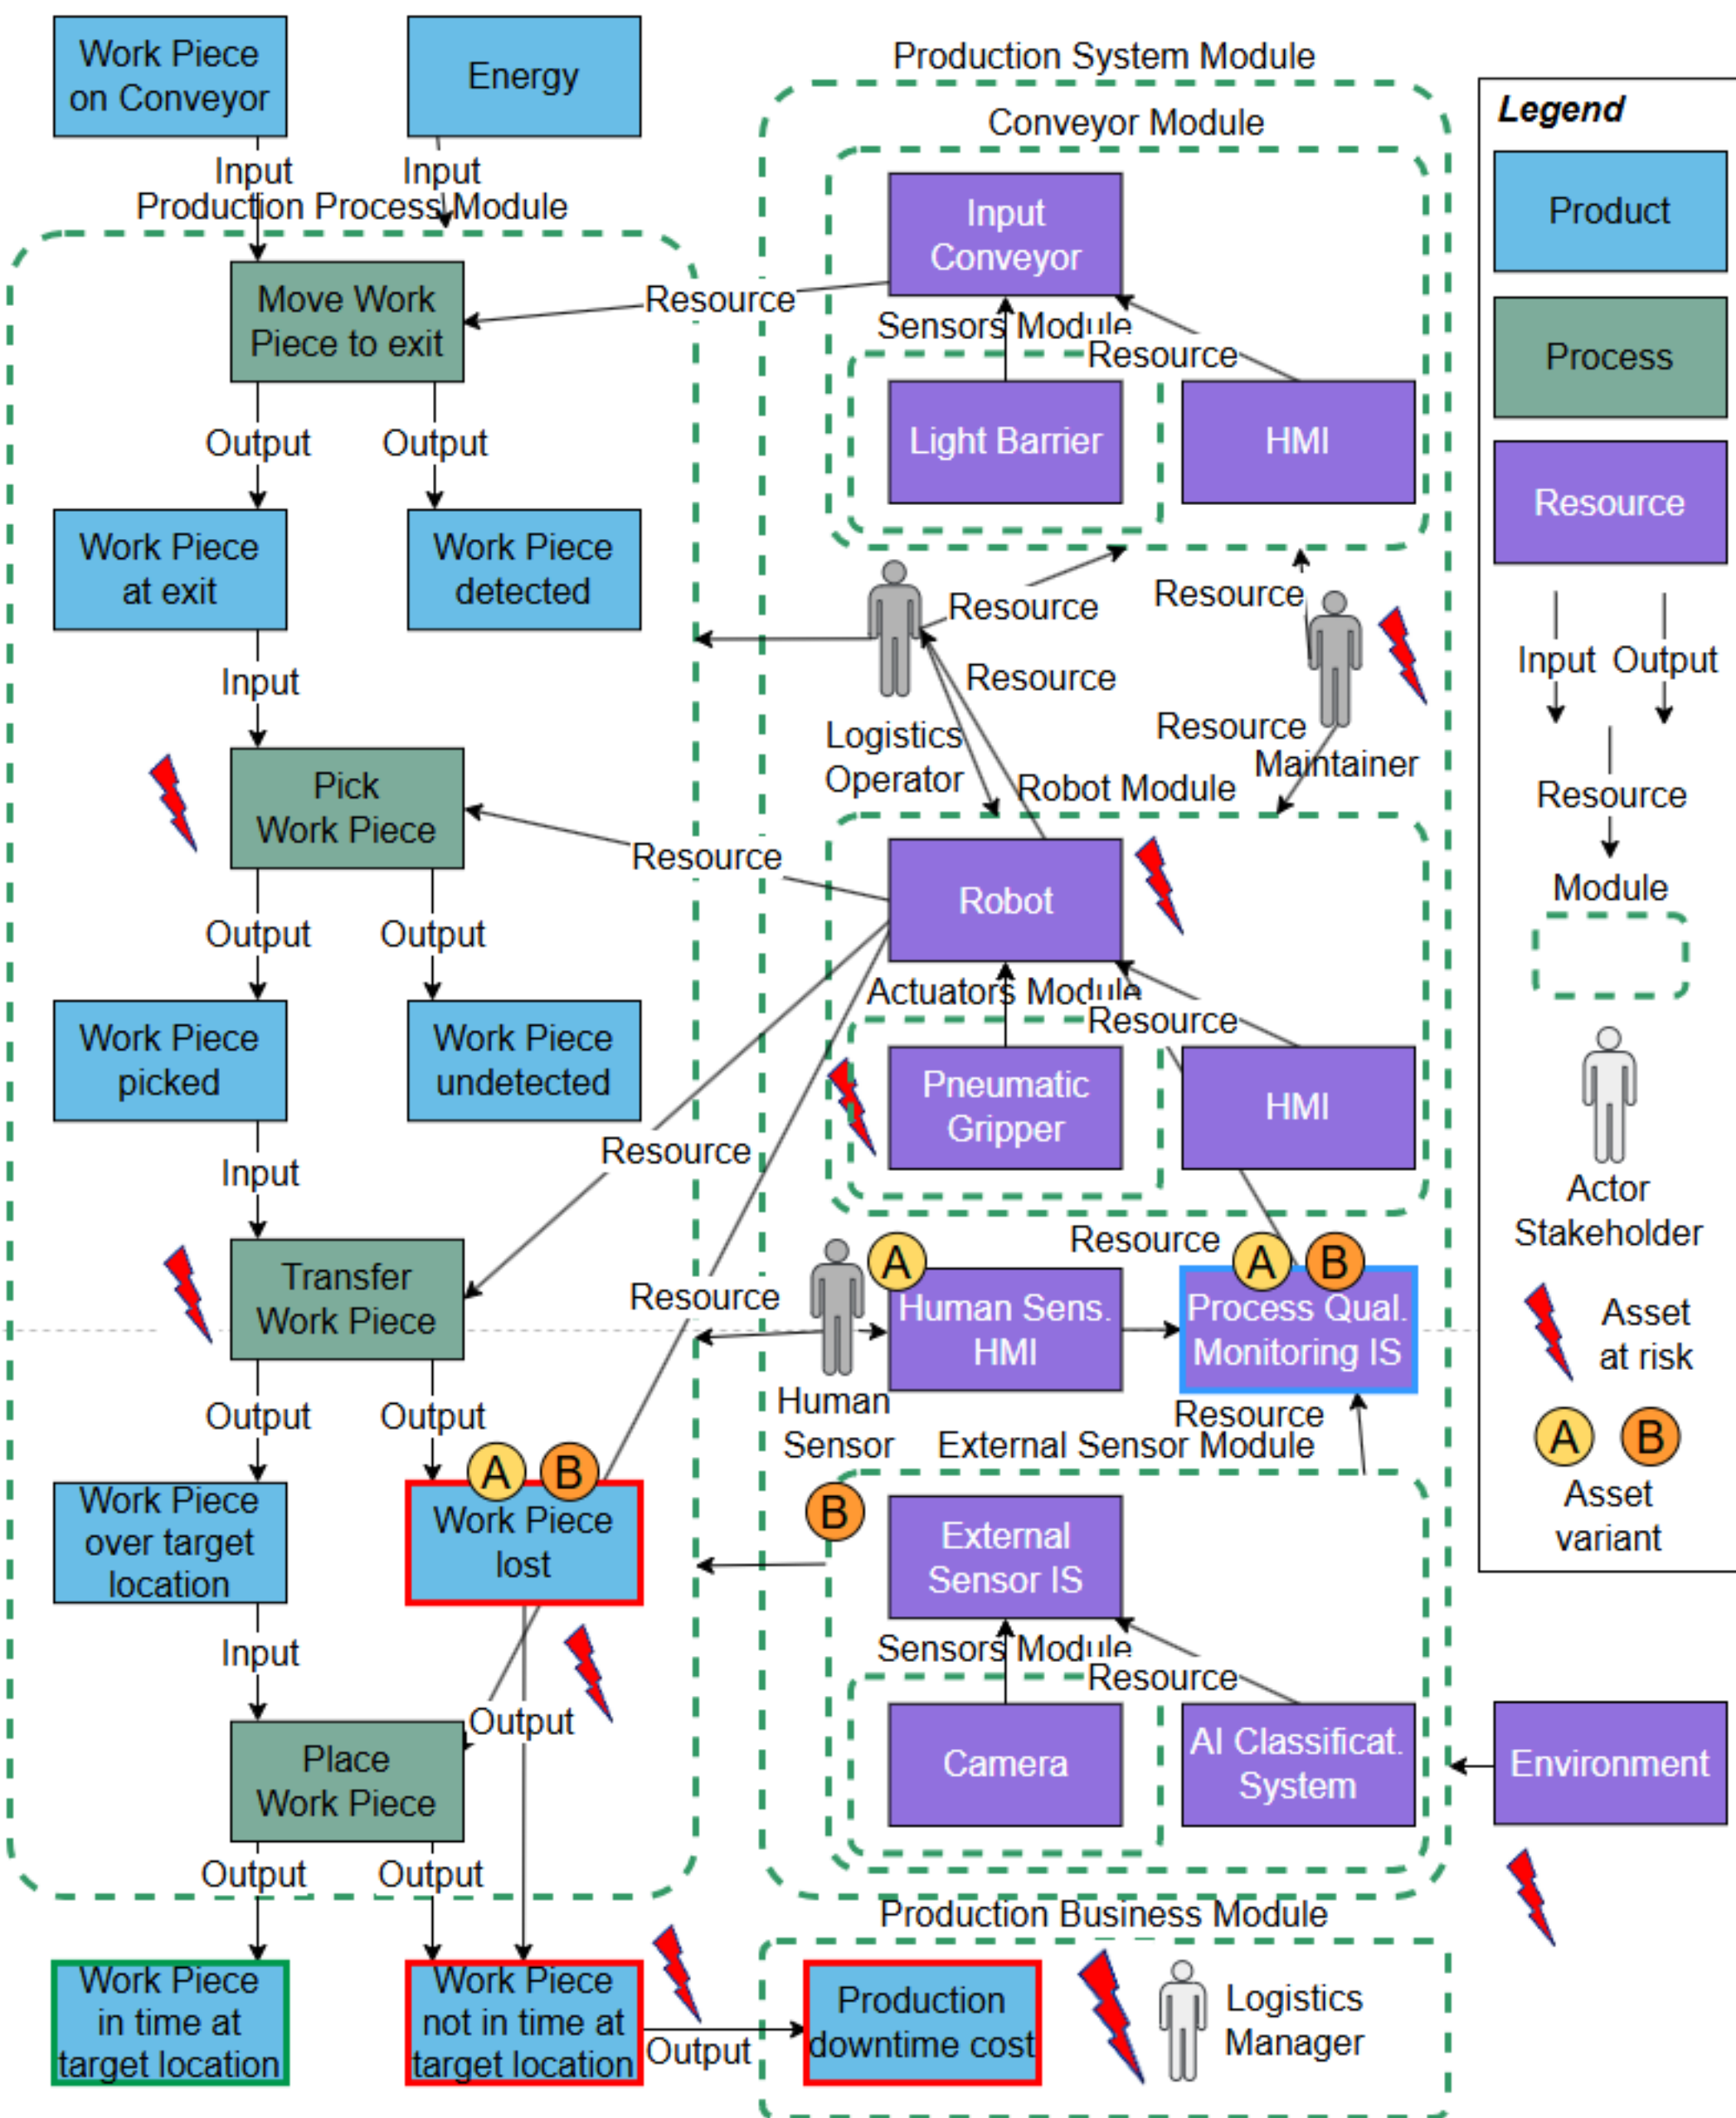 Work Piece
on Conveyor
Energy
Input
Input
Production Process Module
Move Work
Piece to exit
Output
Output
Work Piece
at exit
Work Piece
detected
Input
Pick
Work Piece
Output
Output
Work Piece
picked
Work Piece
undetected
Input
Transfer
Work Piece
Output
Output
A
B
Work Piece
over target
location
Work Piece
lost
Input
Output
Place
Work Piece
Output
Output
Work Piece
in time at
target location
Work Piece
not in time at
target location
Output
Resource
Resource
Resource
Resource
Production System Module
Conveyor Module
Input
Conveyor
Sensors Module
Resource
Light Barrier
HMI
Resource
Resource
Resource
Logistics
Operator
Resource
Maintainer
Robot Module
Robot
Actuators Module
Resource
Pneumatic
Gripper
HMI
Resource
A
A
B
Human Sens.
HMI
Process Qual.
Monitoring IS
Human
Sensor
Resource
External Sensor Module
B
External
Sensor IS
Sensors Module
Resource
Camera
AI Classificat.
System
Environment
Production Business Module
Production
downtime cost
Logistics
Manager
Legend
Product
Process
Resource
Input
Output
Resource
Module
Actor
Stakeholder
Asset
at risk
A
B
Asset
variant